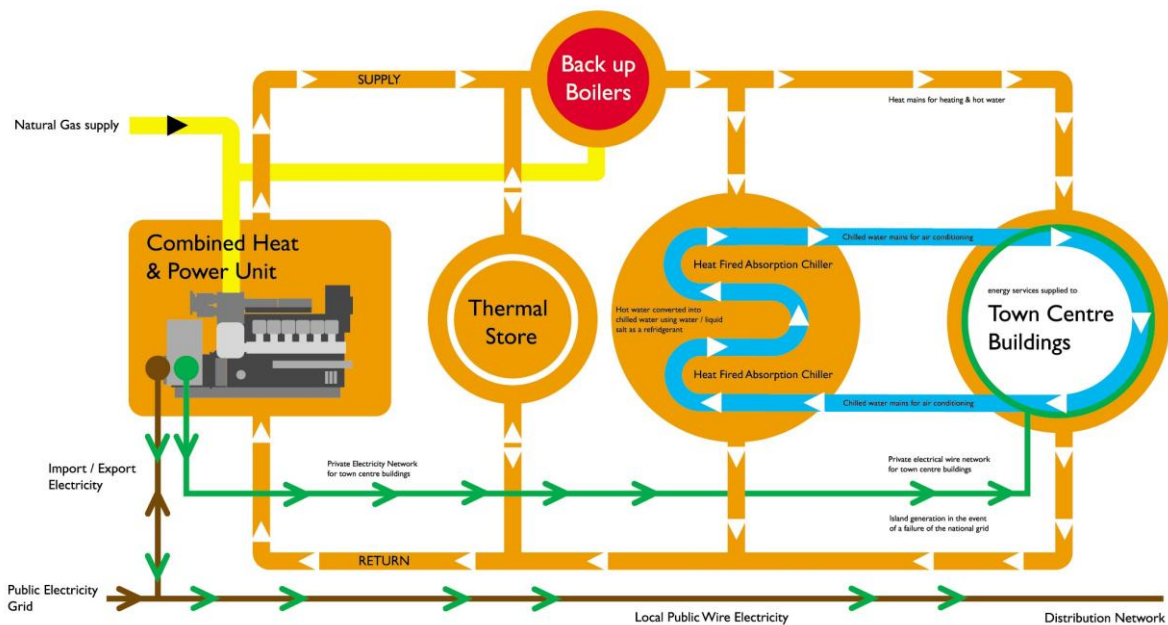 Back up
Boilers
SUPPLY
Heat mains for heating & hot water
Natural Gas supply
Combined Heat
& Power Unit
Chilled water mains for air conditioning
Heat Fired Absorption Chiller
energy services supplied to
Thermal
Store
Hot water converted into
chilled water using water / liquid
salt as a refridgerant
Town Centre
Buildings
Heat Fired Absorption Chiller
Chilled water mains for air conditioning
Import / Export
Electricity
Private Electricity Network
for town centre buildings
Private electrical wire network
for town centre buildings
Island generation in the event
of a failure of the national grid
RETURN
Public Electricity
Grid
Local Public Wire Electricity
Distribution Network